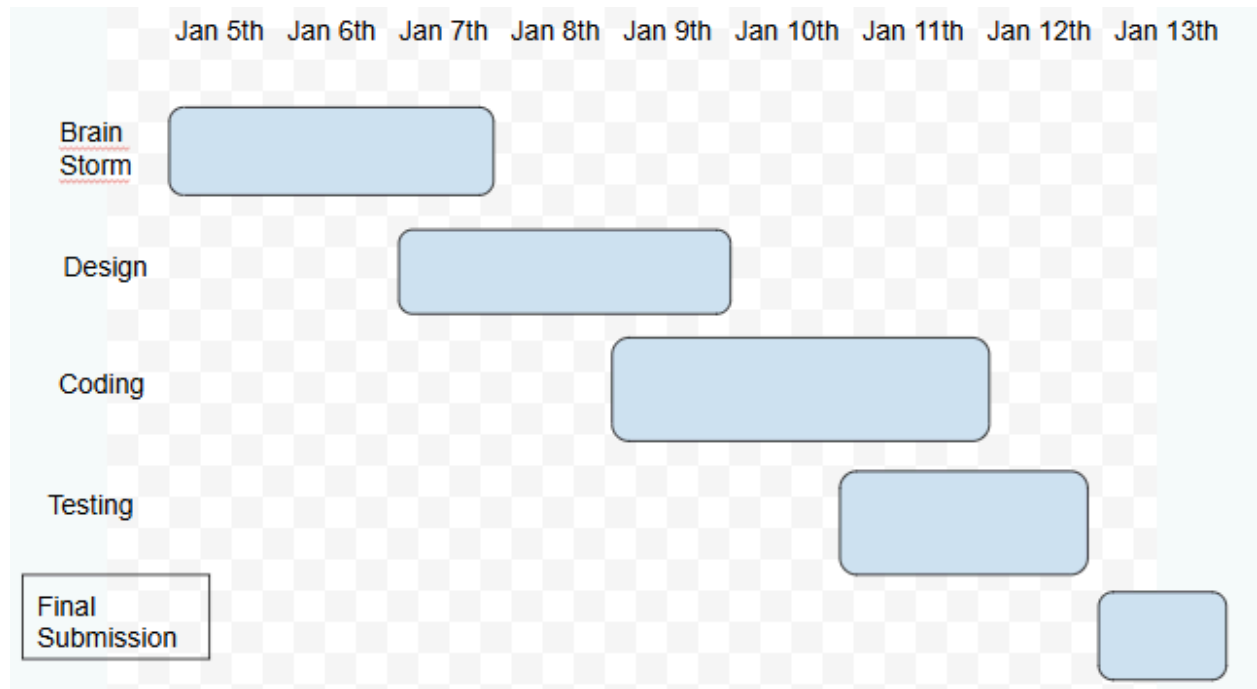 Jan 5th Jan 6th Jan 7th Jan 8th Jan 9th Jan 10th Jan 11th Jan 12th Jan 13th
Brain
Storm
Design
Coding
Testing
Final
Submission